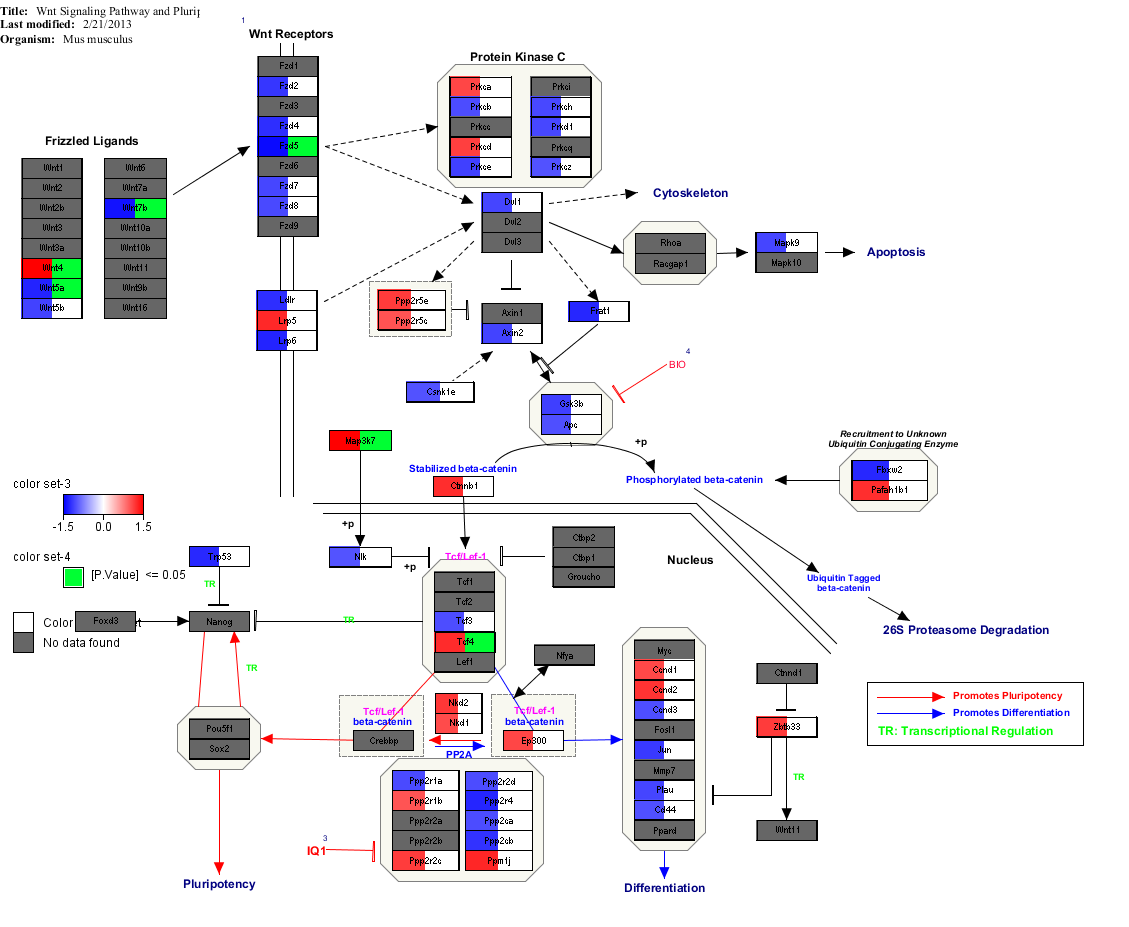 Title: Wnt Signaling Pathway and Plurip
Last modified: 2/21/2013
Organism: Mus musculus
1
Wnt Receptors
Fzd1
Fzd2
Fzd3
Fzd4
Fzd5
Fzd6
Fzd7
Fzd8
Fzd9
Protein Kinase C
Prkca
Prkcb
Prkcc
Prkcd
Prkce
Prkci
Prkch
Prkd1
Prkcq
Prkcz
Frizzled Ligands
Wnt1
Wnt2
Wnt2b
Wnt3
Wnt3a
Wnt4
Wnt5a
Wnt5b
Wnt6
Wnt7a
Wnt7b
Wnt10a
Wnt10b
Wnt11
Wnt9b
Wnt16
Dvl1
Dvl2
Dvl3
Cytoskeleton
Rhoa
Racgap1
Mapk9
Mapk10
Apoptosis
Ldlr
Lrp5
Lrp6
Ppp2r5e
Ppp2r5c
Axin1
Axin2
Frat1
4
BIO
Csnk1e
Gsk3b
Apc
+p
Map3k7
Stabilized beta-catenin
Ctnnb1
Phosphorylated beta-catenin
Recruitment to Unknown
Ubiquitin Conjugating Enzyme
Fbxw2
Pafah1b1
color set-3
-1.5 0.0 1.5
color set-4
[P.Value] <= 0.05
Color
t
No data found
+p
Nlk
+p
Tcf/Lef-1
Ctbp2
Ctbp1
Groucho
Nucleus
Ubiquitin Tagged
beta-catenin
26S Proteasome Degradation
Trp53
TR
Foxd3
Nanog
TR
TR
Tcf1
Tcf2
Tcf3
Tcf4
Lef1
Nfya
Pou5f1
Sox2
Tcf/Lef-1
beta-catenin
Crebbp
Nkd2
Nkd1
PP2A
Tcf/Lef-1
beta-catenin
Ep300
Myc
Ccnd1
Ccnd2
Ccnd3
Fosl1
Jun
Mmp7
Plau
Cd44
Ppard
Ctnnd1
Zbtb33
TR
Wnt11
Promotes Pluripotency
Promotes Differentiation
TR: Transcriptional Regulation
Ppp2r1a
Ppp2r1b
Ppp2r2a
Ppp2r2b
Ppp2r2c
Ppp2r2d
Ppp2r4
Ppp2ca
Ppp2cb
Ppm1j
3
IQ1
Pluripotency
Differentiation